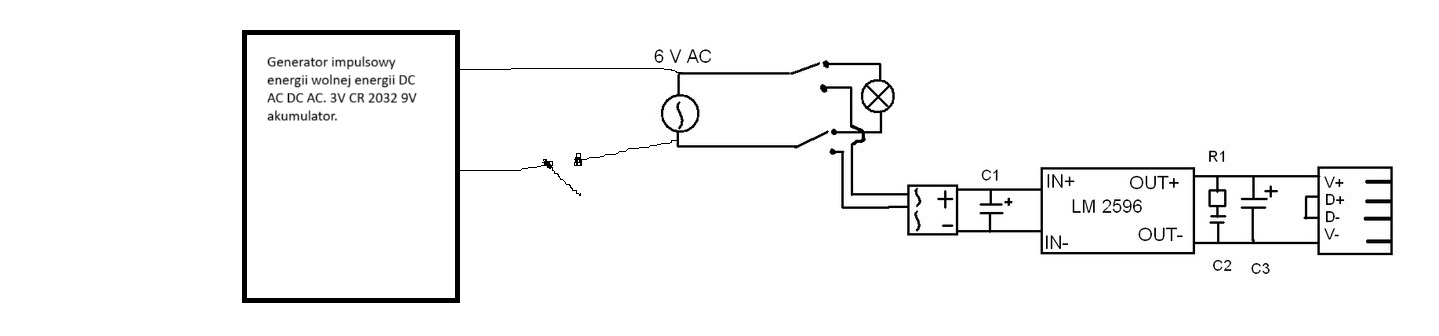 Generator impulsowy
energii wolnej energii DC
AC DC AC. 3V CR 2032 9V
akumulator.
6 V AC
C1
+
+
−
IN+
OUT+
LM 2596
IN-
OUT-
R1
+
C2
C3
V+
D+
D-
V-